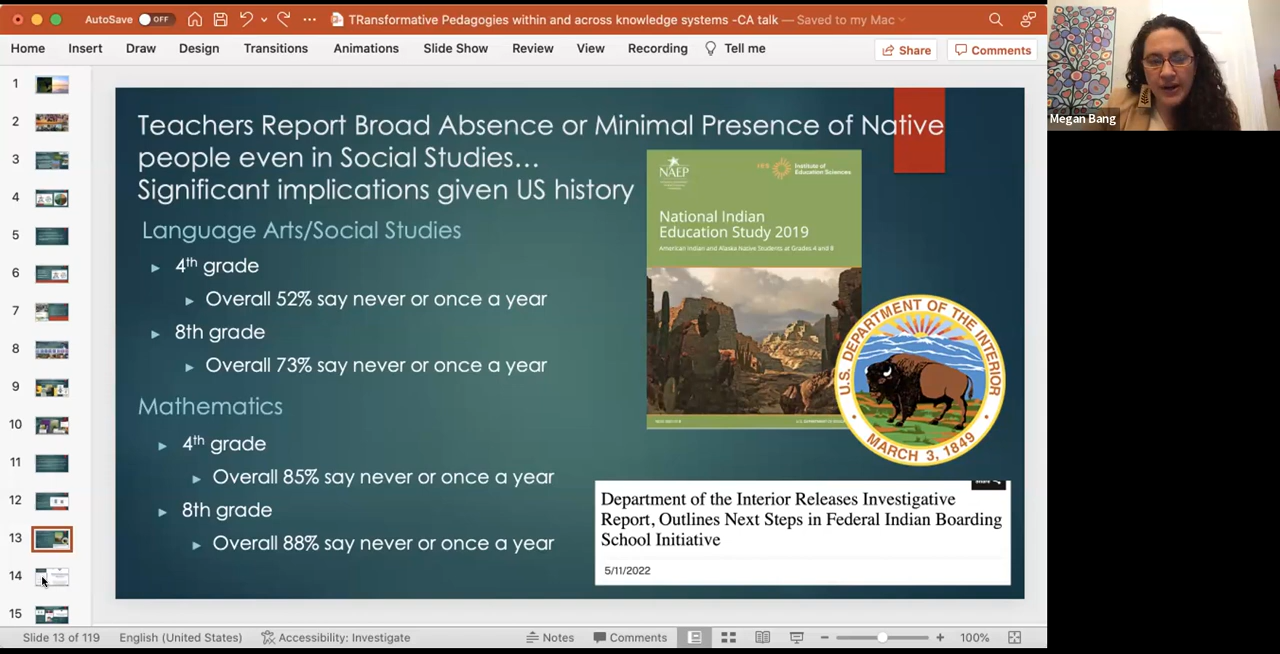 AutoSave OFF
TRansformative Pedagogies within and across knowledge systems -CA talk — Saved to my Mac
Home Insert Draw Design Transitions Animations Slide Show Review View Recording Tell me
Share Comments
Megan Bang
1
2
3
4
5
6
7
8
9
10
11
12
13
14
15
Teachers Report Broad Absence or Minimal Presence of Native
people even in Social Studies…
Significant implications given US history
Language Arts/Social Studies
4th grade
Overall 52% say never or once a year
8th grade
Overall 73% say never or once a year
Mathematics
4th grade
Overall 85% say never or once a year
8th grade
Overall 88% say never or once a year
NAEP
IES Institute of
Education Sciences
National Indian
Education Study 2019
American Indian and Alaska Native Students at Grades 4 and 8
U.S. DEPARTMENT OF THE INTERIOR
MARCH 3, 1849
Department of the Interior Releases Investigative
Report, Outlines Next Steps in Federal Indian Boarding
School Initiative
5/11/2022
Slide 13 of 119 English (United States) Accessibility: Investigate Notes Comments 100%